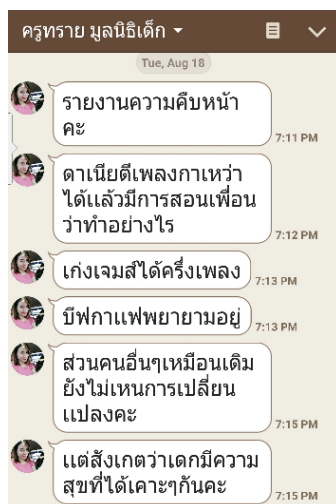 ครูทราย มูลนิธิเด็ก
Tue, Aug 18
รายงานความคืบหน้า
คะ
7:11 PM
ดาเนียดีเพลงกาเหว่า
ได้แล้วมีการสอนเพื่อน
ว่าทำอย่างไร
7:12 PM
เก่งเจมส์ได้ครึ่งเพลง
7:13 PM
บีฟกาแฟพยายามอยู่
7:13 PM
ส่วนคนอื่นๆเหมือนเดิม
ยังไม่เหนการเปลี่ยน
แปลงคะ
7:15 PM
แต่สังเกตว่าเดกมีความ
สุขที่ได้เคาะๆกันคะ
7:15 PM